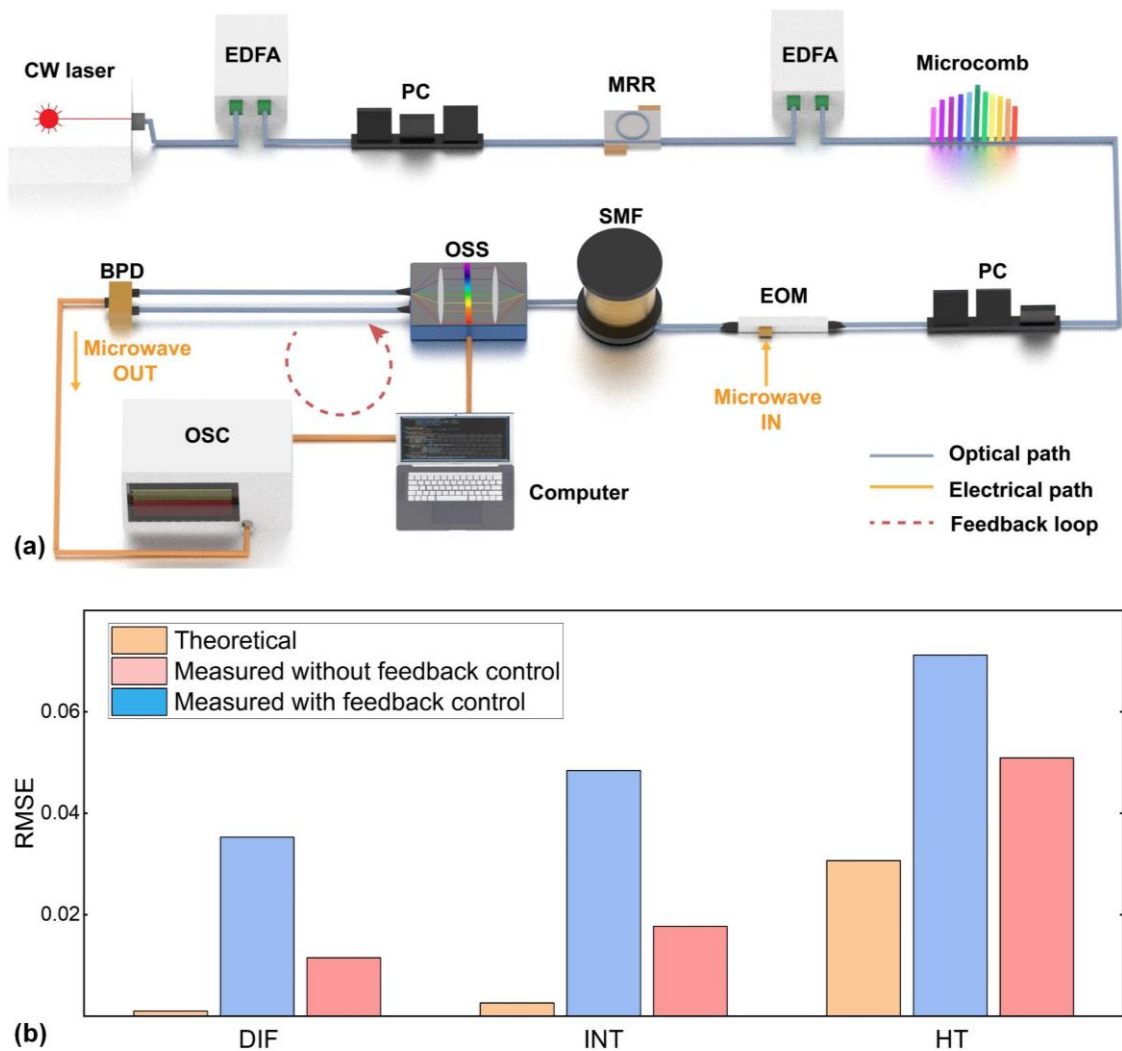 CW laser
EDFA
PC
MRR
EDFA
Microcomb
BPD
OSS
SMF
EOM
PC
Microwave
OUT
Microwave
IN
OSC
Computer
Optical path
Electrical path
Feedback loop
(a)
Theoretical
Measured without feedback control
Measured with feedback control
RMSE
0.06
0.04
0.02
DIF
INT
HT
(b)